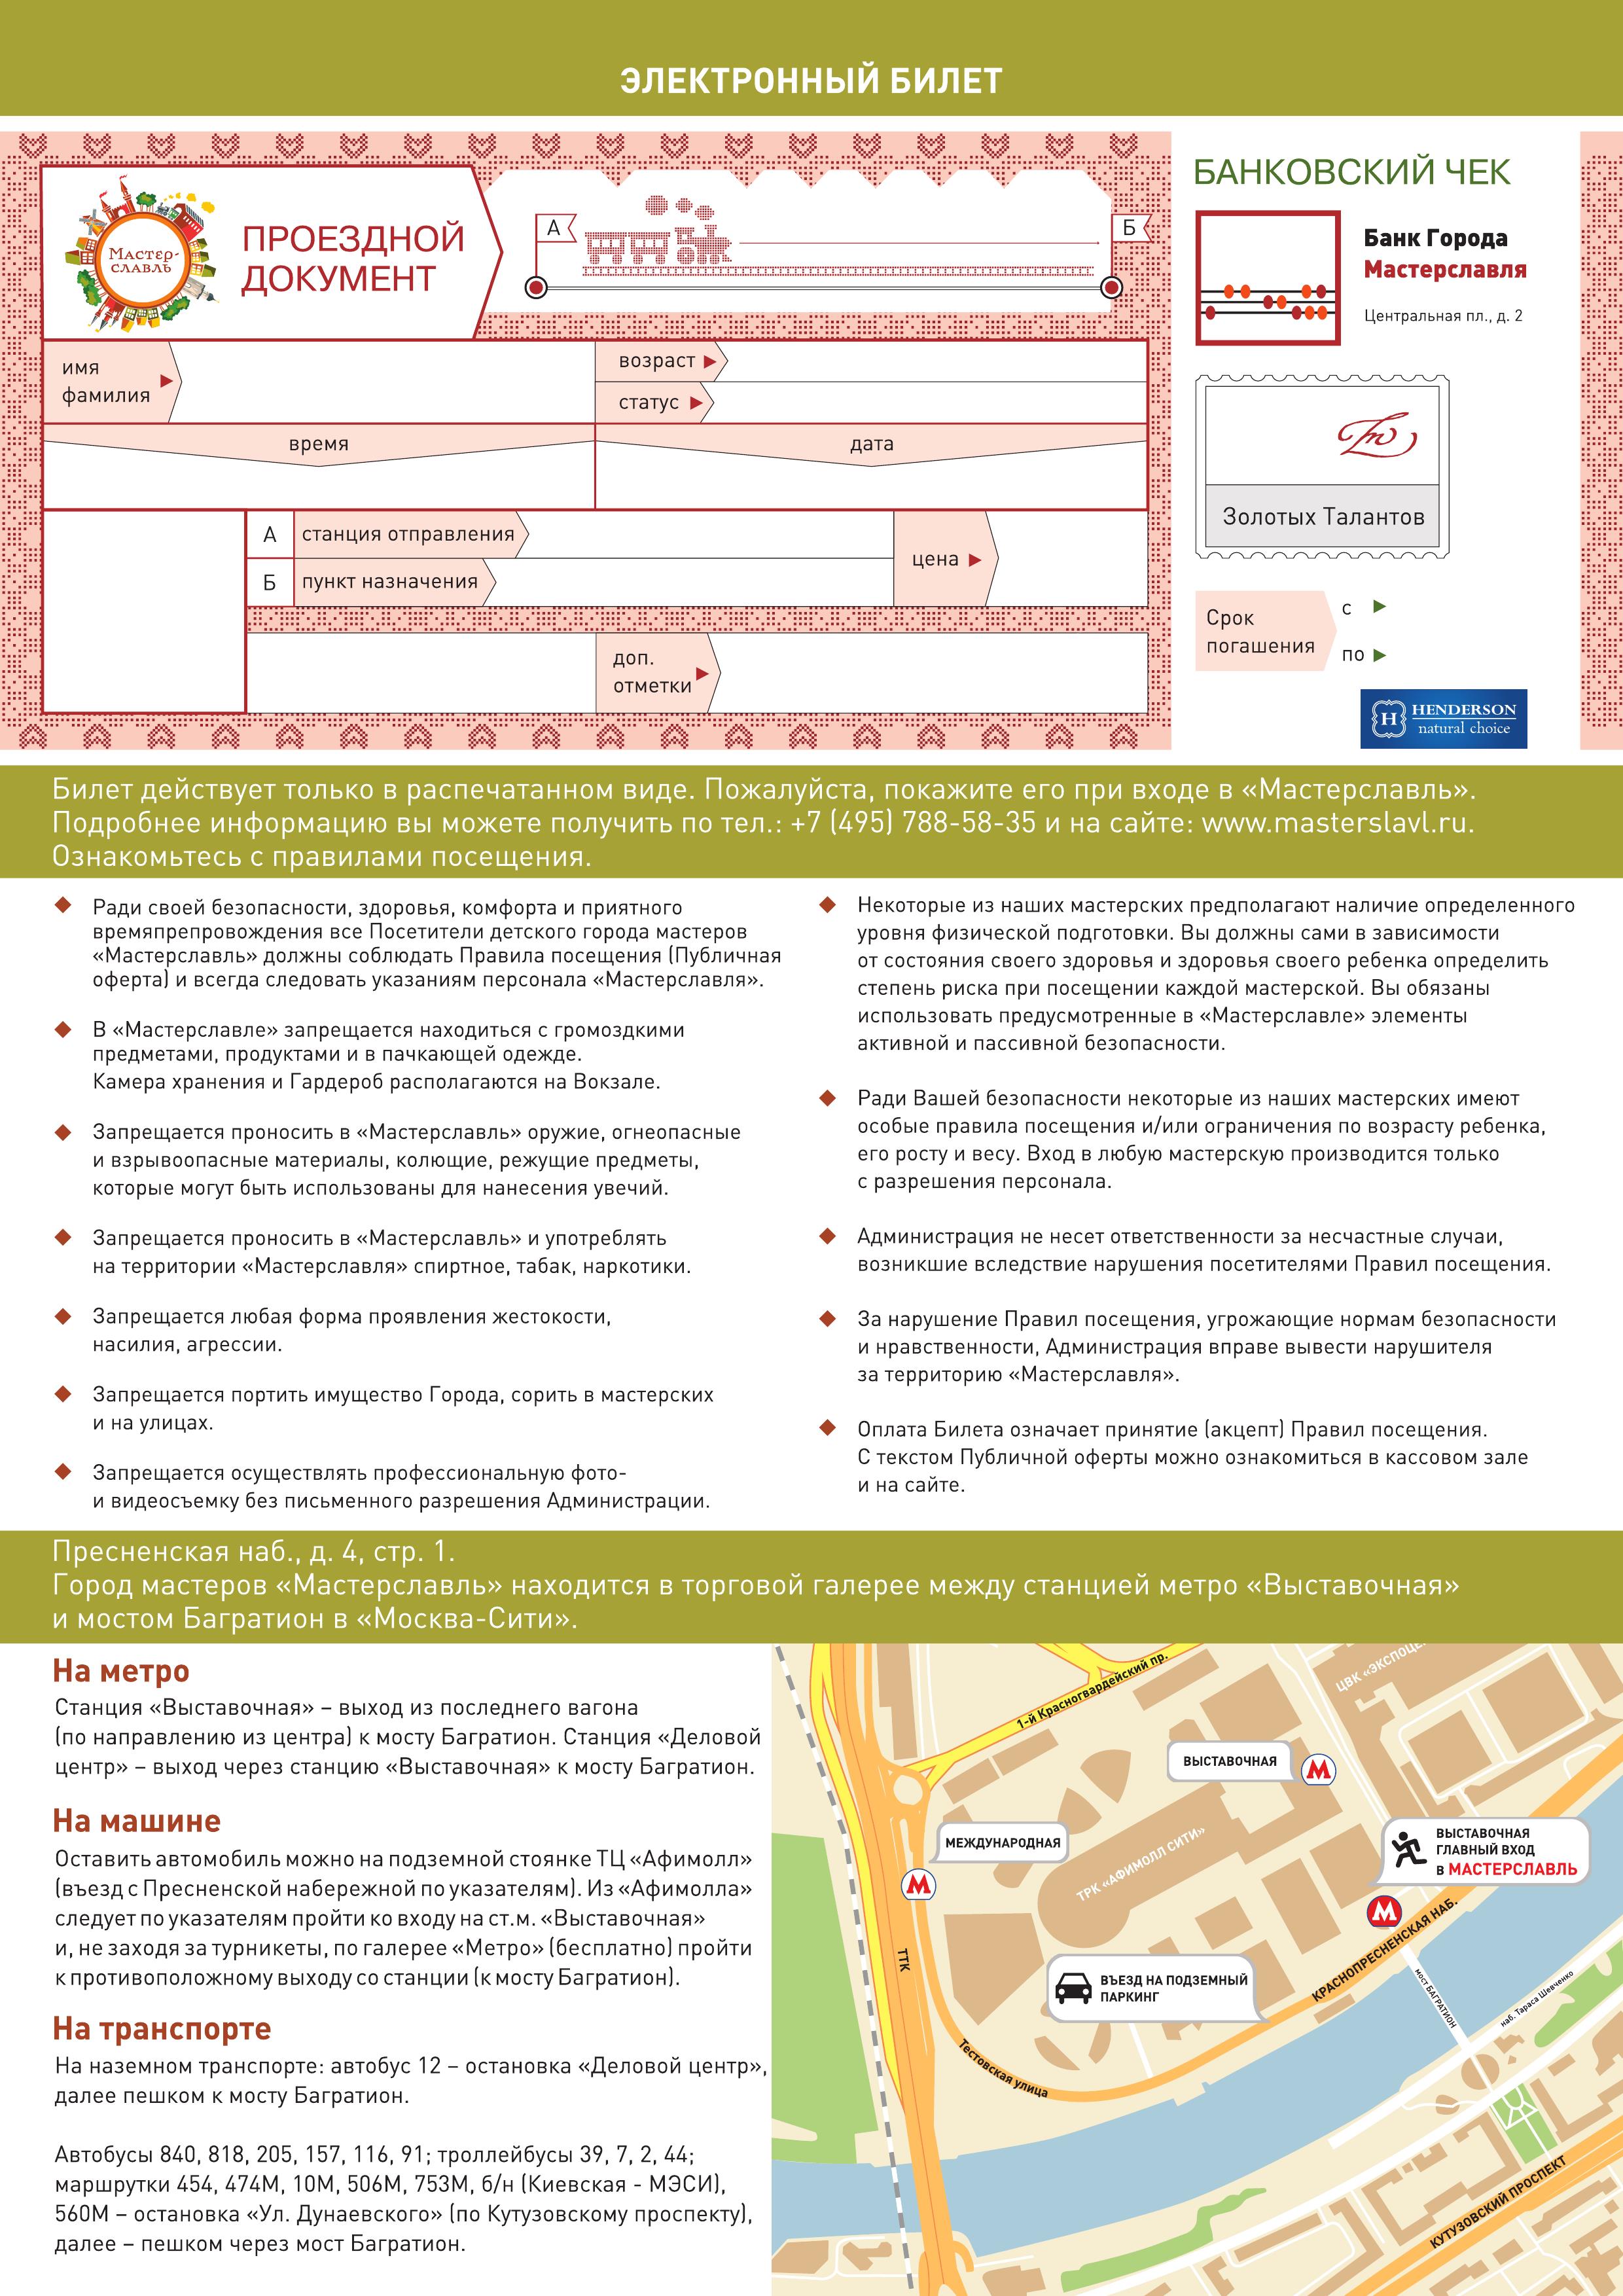 ЭЛЕКТРОННЫЙ БИЛЕТ
Мастер-
славль
ПРОЕЗДНОЙ
ДОКУМЕНТ
А
Б
имя
фамилия
возраст
статус
время
дата
А
станция отправления
Б
пункт назначения
цена
доп.
отметки
БАНКОВСКИЙ ЧЕК
Банк Города
Мастерславля
Центральная пл., д. 2
Золотых Талантов
Срок
погашения
с
по
H
HENDERSON
natural choice
Билет действует только в распечатанном виде. Пожалуйста, покажите его при входе в «Мастерславль».
Подробнее информацию вы можете получить по тел.: +7 (495) 788-58-35 и на сайте: www.masterslavl.ru.
Ознакомьтесь с правилами посещения.
Ради своей безопасности, здоровья, комфорта и приятного
времяпрепровождения все Посетители детского города мастеров
«Мастерславль» должны соблюдать Правила посещения (Публичная
оферта) и всегда следовать указаниям персонала «Мастерславля».
В «Мастерславле» запрещается находиться с громоздкими
предметами, продуктами и в пачкающей одежде.
Камера хранения и Гардероб располагаются на Вокзале.
Запрещается проносить в «Мастерславль» оружие, огнеопасные
и взрывоопасные материалы, колющие, режущие предметы,
которые могут быть использованы для нанесения увечий.
Запрещается проносить в «Мастерславль» и употреблять
на территории «Мастерславля» спиртное, табак, наркотики.
Запрещается любая форма проявления жестокости,
насилия, агрессии.
Запрещается портить имущество Города, сорить в мастерских
и на улицах.
Запрещается осуществлять профессиональную фото-
и видеосъемку без письменного разрешения Администрации.
Некоторые из наших мастерских предполагают наличие определенного
уровня физической подготовки. Вы должны сами в зависимости
от состояния своего здоровья и здоровья своего ребенка определить
степень риска при посещении каждой мастерской. Вы обязаны
использовать предусмотренные в «Мастерславле» элементы
активной и пассивной безопасности.
Ради Вашей безопасности некоторые из наших мастерских имеют
особые правила посещения и/или ограничения по возрасту ребенка,
его росту и весу. Вход в любую мастерскую производится только
с разрешения персонала.
Администрация не несет ответственности за несчастные случаи,
возникшие вследствие нарушения посетителями Правил посещения.
За нарушение Правил посещения, угрожающие нормам безопасности
и нравственности, Администрация вправе вывести нарушителя
за территорию «Мастерславля».
Оплата Билета означает принятие (акцепт) Правил посещения.
С текстом Публичной оферты можно ознакомиться в кассовом зале
и на сайте.
Пресненская наб., д. 4, стр. 1.
Город мастеров «Мастерславль» находится в торговой галерее между станцией метро «Выставочная»
и мостом Багратион в «Москва-Сити».
На метро
Станция «Выставочная» – выход из последнего вагона
(по направлению из центра) к мосту Багратион. Станция «Деловой
центр» – выход через станцию «Выставочная» к мосту Багратион.
На машине
Оставить автомобиль можно на подземной стоянке ТЦ «Афимолл»
(въезд с Пресненской набережной по указателям). Из «Афимолла»
следует по указателям пройти ко входу на ст.м. «Выставочная»
и, не заходя за турникеты, по галерее «Метро» (бесплатно) пройти
к противоположному выходу со станции (к мосту Багратион).
На транспорте
На наземном транспорте: автобус 12 – остановка «Деловой центр»,
далее пешком к мосту Багратион.
Автобусы 840, 818, 205, 157, 116, 91; троллейбусы 39, 7, 2, 44;
маршрутки 454, 474М, 10М, 506М, 753М, б/н (Киевская - МЭСИ),
560М – остановка «Ул. Дунаевского» (по Кутузовскому проспекту),
далее – пешком через мост Багратион.
1-й Красногвардейский пр.
ЦВК «ЭКСПОЦЕ
ВЫСТАВОЧНАЯ
М
МЕЖДУНАРОДНАЯ
М
ТРК «АФИМОЛЛ СИТИ»
ВЫСТАВОЧНАЯ
ГЛАВНЫЙ ВХОД
в МАСТЕРСЛАВЛЬ
М
КРАСНОПРЕСНЕНСКАЯ НАБ.
ТТК
ВЪЕЗД НА ПОДЗЕМНЫЙ
ПАРКИНГ
мост БАГРАТИОН
наб. Тараса Шевченко
Тестовская улица
КУТУЗОВСКИЙ ПРОСПЕКТ